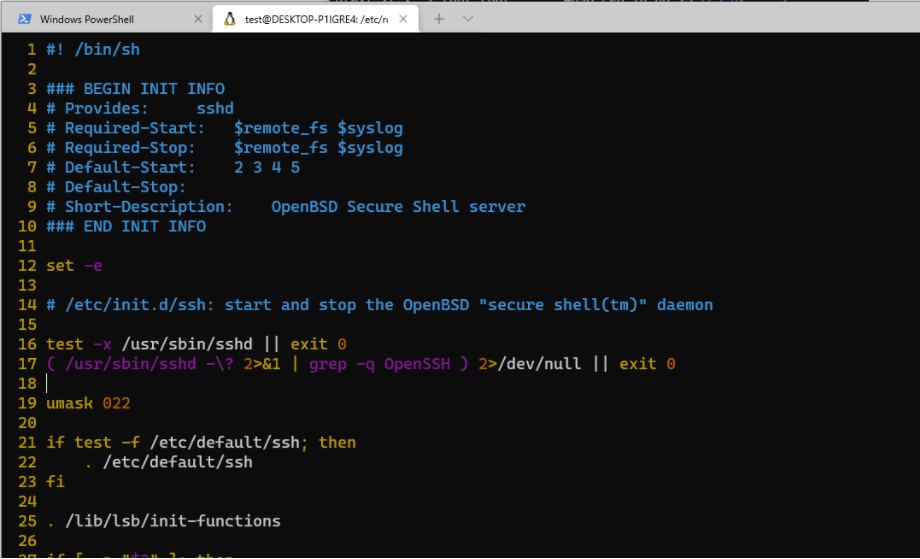 Windows PowerShell
test@DESKTOP-P1IGRE4: /etc/rc
1 #! /bin/sh
2
3 ### BEGIN INIT INFO
4 # Provides:     sshd
5 # Required-Start:   $remote_fs $syslog
6 # Required-Stop:    $remote_fs $syslog
7 # Default-Start:    2 3 4 5
8 # Default-Stop:
9 # Short-Description:    OpenBSD Secure Shell server
10 ### END INIT INFO
11
12 set -e
13
14 # /etc/init.d/ssh: start and stop the OpenBSD "secure shell(tm)" daemon
15
16 test -x /usr/sbin/sshd || exit 0
17 ( /usr/sbin/sshd -\? 2>&1 | grep -q OpenSSH ) 2>/dev/null || exit 0
18
19 umask 022
20
21 if test -f /etc/default/ssh; then
22     . /etc/default/ssh
23 fi
24
25 . /lib/lsb/init-functions
26
27 if [ -n "$2" ]; then